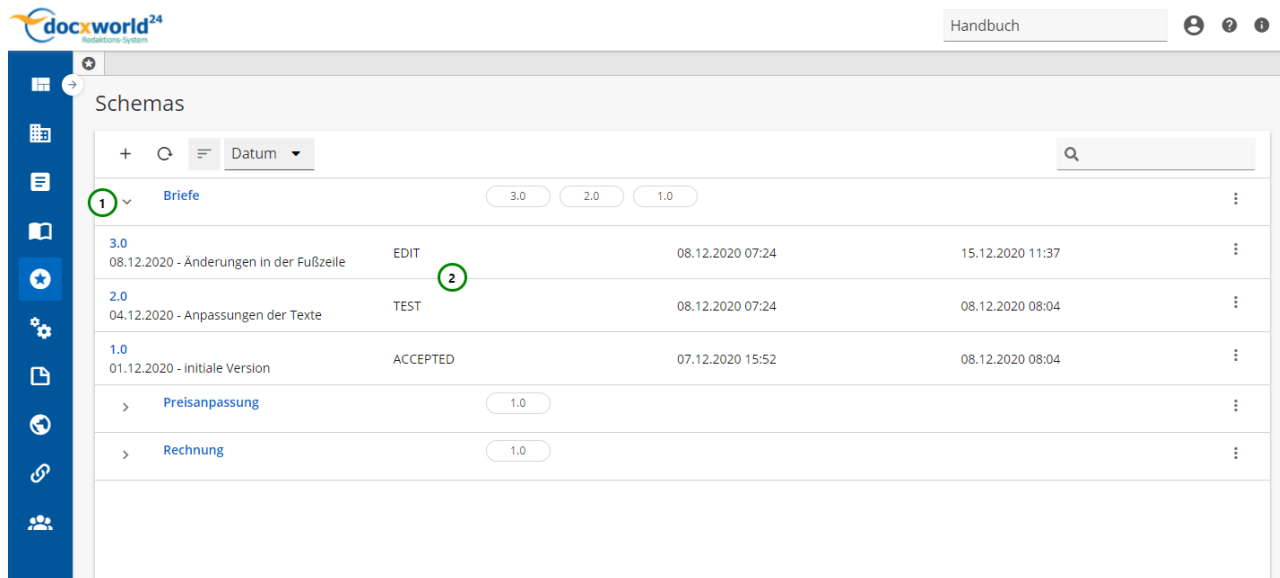 docxworld24
Redaktions-System
Handbuch
Schemas
Datum
1
Briefe
3.0 2.0 1.0
3.0
08.12.2020 - Änderungen in der Fußzeile
EDIT
08.12.2020 07:24
15.12.2020 11:37
2
2.0
04.12.2020 - Anpassungen der Texte
TEST
08.12.2020 07:24
08.12.2020 08:04
1.0
01.12.2020 - initiale Version
ACCEPTED
07.12.2020 15:52
08.12.2020 08:04
Preisanpassung
1.0
Rechnung
1.0